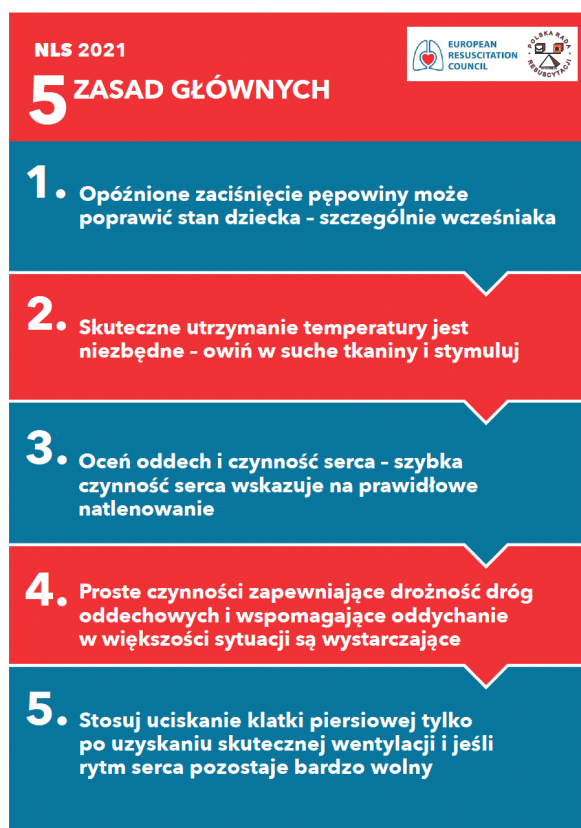 NLS 2021
5 ZASAD GŁÓWNYCH
EUROPEAN
RESUSCITATION
COUNCIL
POLSKA RADA
RESUSCYTACJI
1. Opóźnione zaciśnięcie pępowiny może
poprawić stan dziecka – szczególnie wcześniaka
2. Skuteczne utrzymanie temperatury jest
niezbędne – owiń w suche tkaniny i stymuluj
3. Oceń oddech i czynność serca – szybka
czynność serca wskazuje na prawidłowe
natlenowanie
4. Proste czynności zapewniające drożność dróg
oddechowych i wspomagające oddychanie
w większości sytuacji są wystarczające
5. Stosuj uciskanie klatki piersiowej tylko
po uzyskaniu skutecznej wentylacji i jeśli
rytm serca pozostaje bardzo wolny